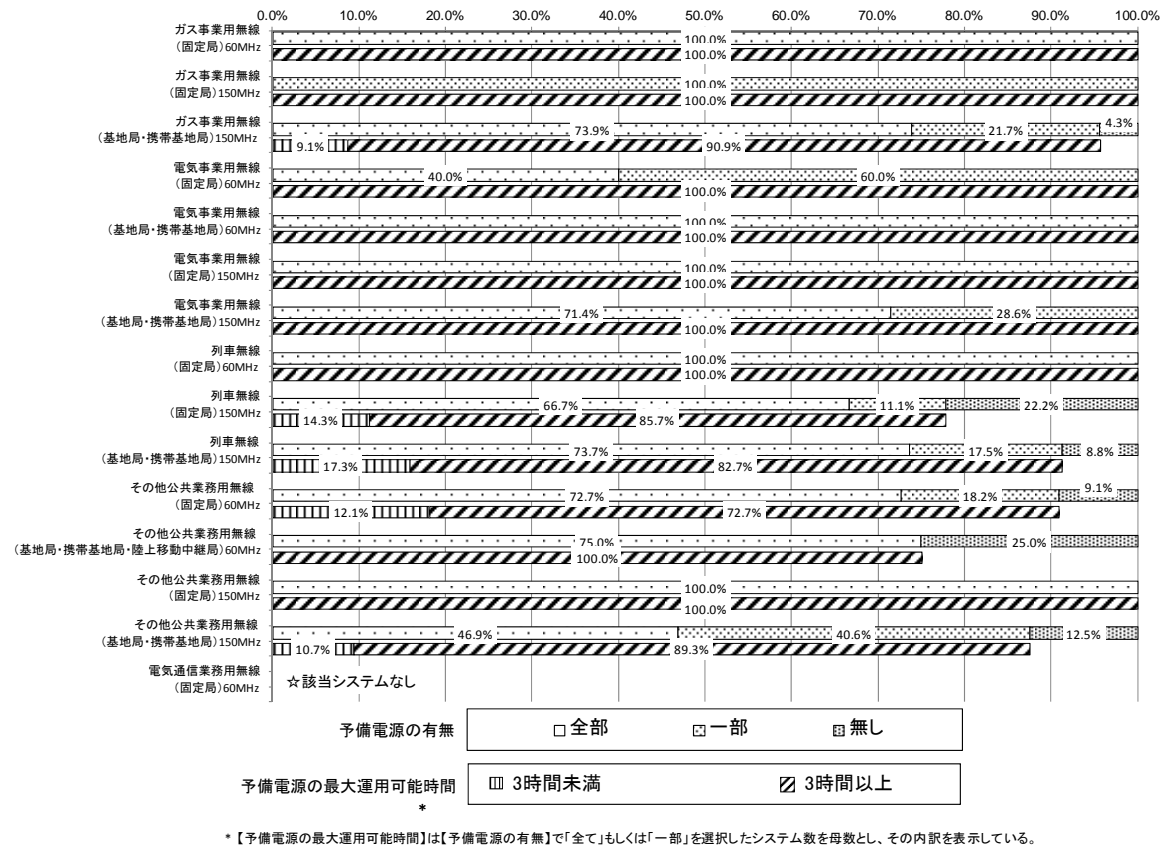 0.0% 10.0% 20.0% 30.0% 40.0% 50.0% 60.0% 70.0% 80.0% 90.0% 100.0%
ガス事業用無線
(固定局)60MHz
100.0%
100.0%
ガス事業用無線
(固定局)150MHz
100.0%
100.0%
ガス事業用無線
(基地局・携帯基地局)150MHz
73.9% 21.7% 4.3%
9.1% 90.9%
電気事業用無線
(固定局)60MHz
40.0% 60.0%
100.0%
電気事業用無線
(基地局・携帯基地局)60MHz
100.0%
100.0%
電気事業用無線
(固定局)150MHz
100.0%
100.0%
電気事業用無線
(基地局・携帯基地局)150MHz
71.4% 28.6%
100.0%
列車無線
(固定局)60MHz
100.0%
100.0%
列車無線
(固定局)150MHz
66.7% 11.1% 22.2%
14.3% 85.7%
列車無線
(基地局・携帯基地局)150MHz
73.7% 17.5% 8.8%
17.3% 82.7%
その他公共業務用無線
(固定局)60MHz
72.7% 18.2% 9.1%
12.1% 72.7%
その他公共業務用無線
(基地局・携帯基地局・陸上移動中継局)60MHz
75.0% 25.0%
100.0%
その他公共業務用無線
(固定局)150MHz
100.0%
100.0%
その他公共業務用無線
(基地局・携帯基地局)150MHz
46.9% 40.6% 12.5%
10.7% 89.3%
電気通信業務用無線
(固定局)60MHz
☆該当システムなし
予備電源の有無 全部 一部 無し
予備電源の最大運用可能時間 3時間未満 3時間以上
*
*【予備電源の最大運用可能時間】は【予備電源の有無】で「全て」もしくは「一部」を選択したシステム数を母数とし、その内訳を表示している。